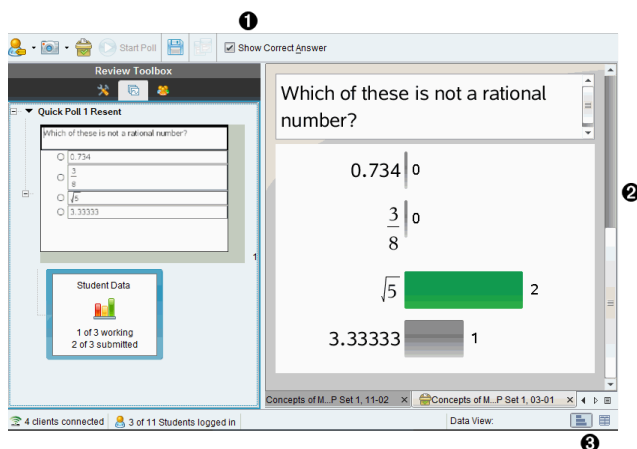 ❶
Start Poll
Show Correct Answer
Review Toolbox
Quick Poll 1 Resent
Which of these is not a rational number?
0.734
3
8
√5
3.33333
1
Student Data
1 of 3 working
2 of 3 submitted
Which of these is not a rational
number?
0.734 0
3
8
0
√5 2
3.33333 1
❷
Concepts of M...P Set 1, 11-02
Concepts of M...P Set 1, 03-01
4 clients connected
3 of 11 Students logged in
Data View:
❸